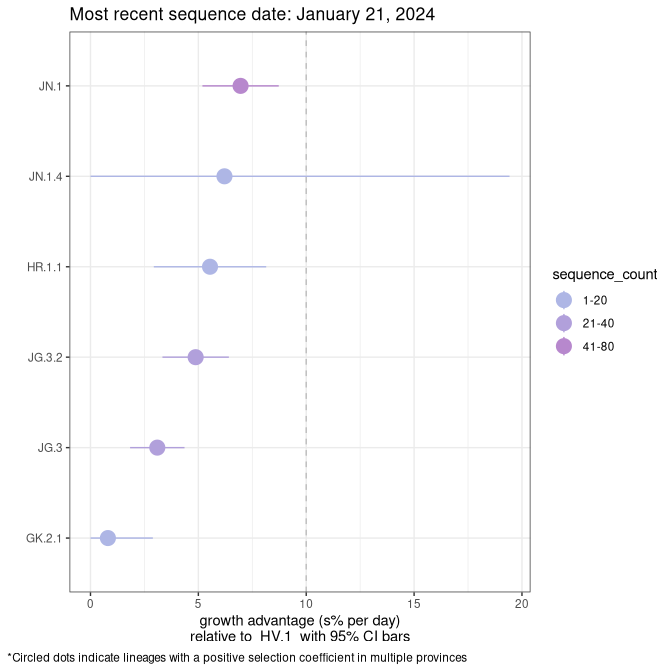 Most recent sequence date: January 21, 2024
JN.1
JN.1.4
HR.1.1
JG.3.2
JG.3
GK.2.1
0 5 10 15 20
growth advantage (s% per day)
relative to  HV.1  with 95% CI bars
sequence_count
1-20
21-40
41-80
*Circled dots indicate lineages with a positive selection coefficient in multiple provinces